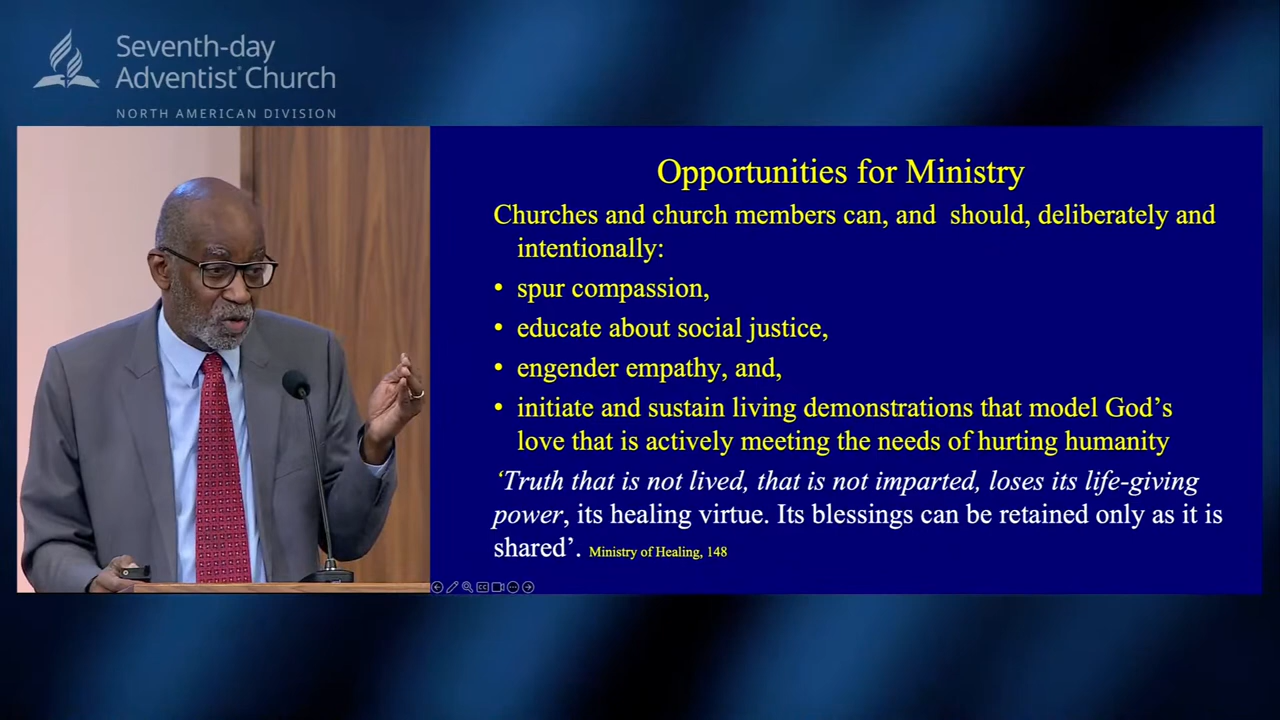 Seventh-day
Adventist® Church
NORTH AMERICAN DIVISION
Opportunities for Ministry
Churches and church members can, and  should, deliberately and
intentionally:
• spur compassion,
• educate about social justice,
• engender empathy, and,
• initiate and sustain living demonstrations that model God’s
love that is actively meeting the needs of hurting humanity
‘Truth that is not lived, that is not imparted, loses its life-giving
power, its healing virtue. Its blessings can be retained only as it is
shared’. Ministry of Healing, 148